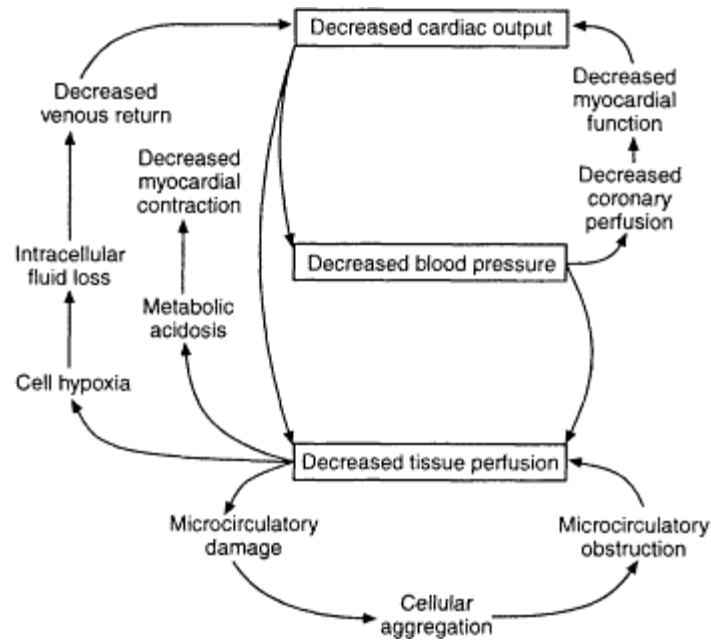 Decreased cardiac output
Decreased
venous return
Decreased
myocardial
function
Decreased
myocardial
contraction
Decreased
coronary
perfusion
Intracellular
fluid loss
Decreased blood pressure
Metabolic
acidosis
Cell hypoxia
Decreased tissue perfusion
Microcirculatory
damage
Microcirculatory
obstruction
Cellular
aggregation